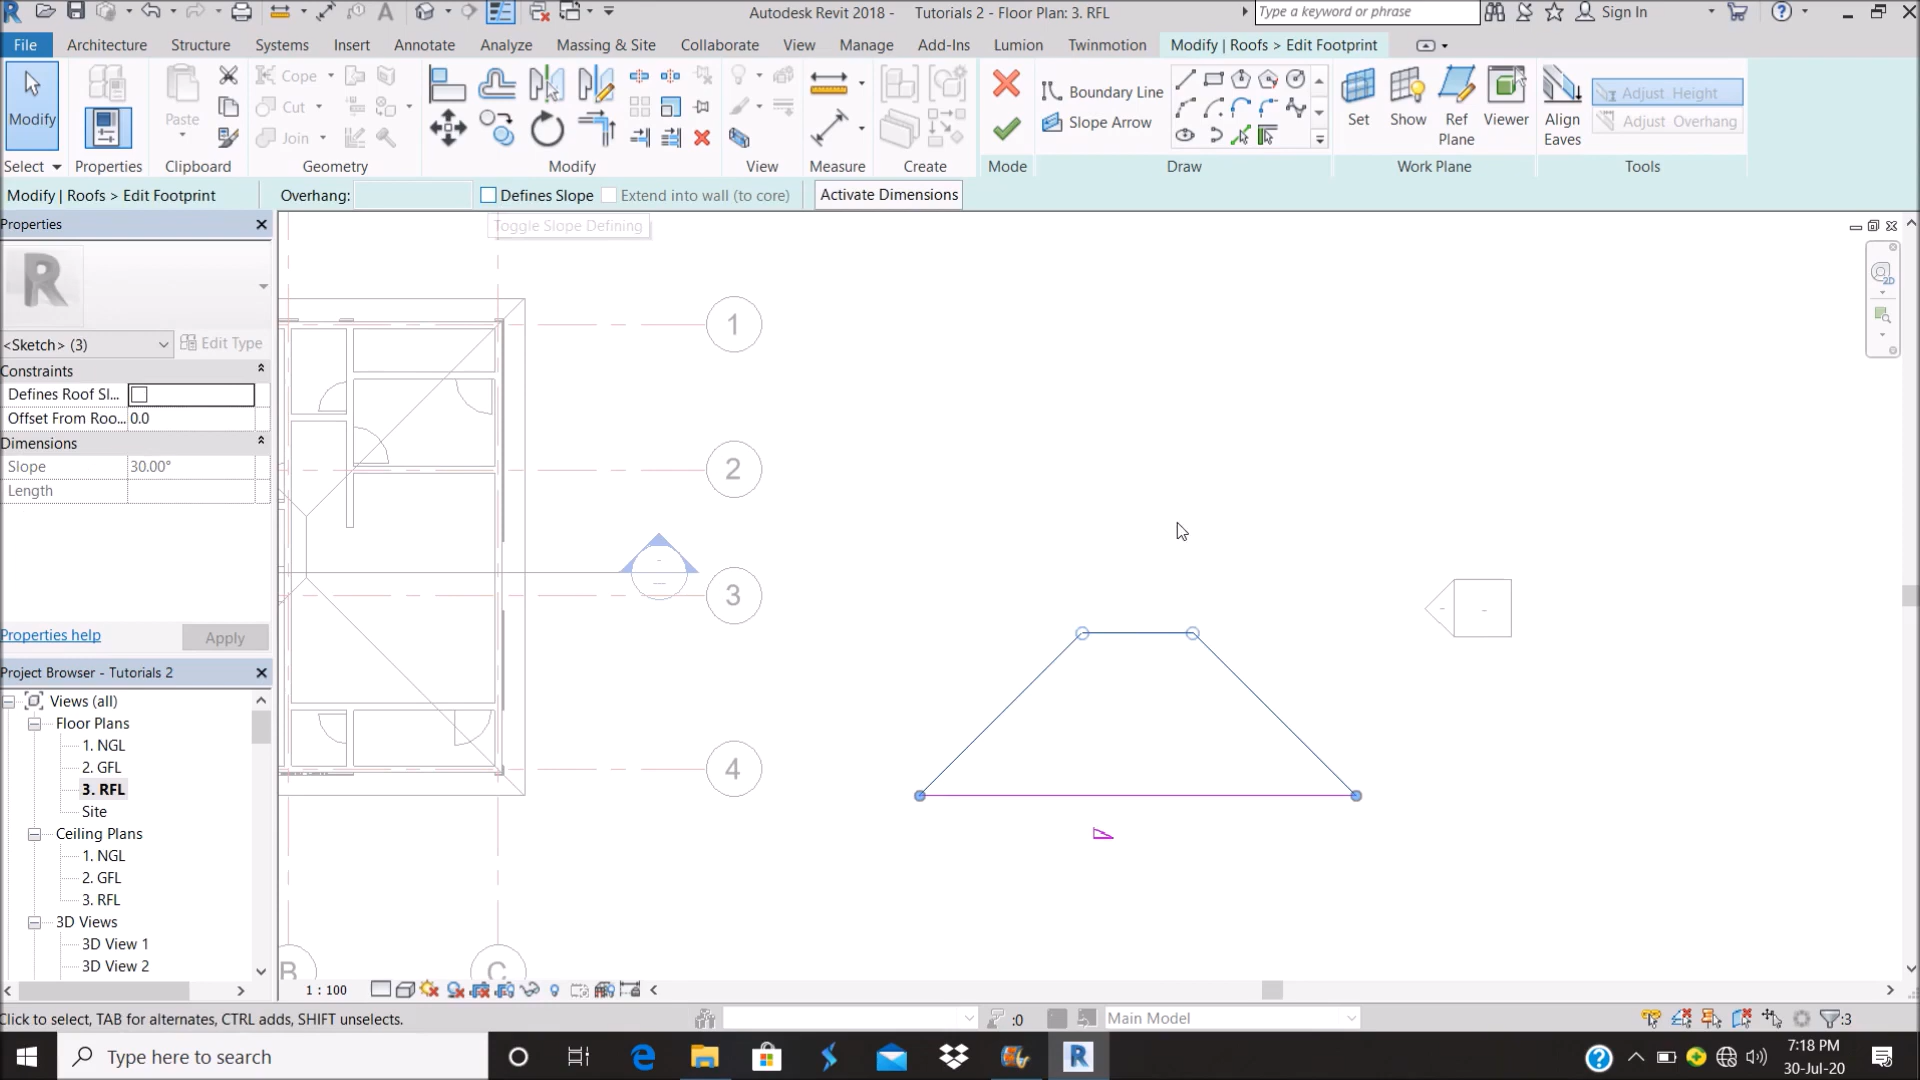 Autodesk Revit 2018 - Tutorials 2 - Floor Plan: 3. RFL
Type a keyword or phrase
Sign In
File Architecture Structure Systems Insert Annotate Analyze Massing & Site Collaborate View Manage Add-Ins Lumion Twinmotion Modify | Roofs > Edit Footprint
Modify
Paste
Cope
Cut
Join
Boundary Line
Slope Arrow
Set Show Ref Plane Viewer
Align Eaves
Adjust Height
Adjust Overhang
Select Properties Clipboard Geometry Modify View Measure Create Mode Draw Work Plane Tools
Modify | Roofs > Edit Footprint Overhang: Defines Slope Extend into wall (to core) Activate Dimensions
Toggle Slope Defining
Properties
R
<Sketch> (3) Edit Type
Constraints
Defines Roof Sl...
Offset From Roo... 0.0
Dimensions
Slope 30.00°
Length
Properties help Apply
Project Browser - Tutorials 2
Views (all)
Floor Plans
1. NGL
2. GFL
3. RFL
Site
Ceiling Plans
1. NGL
2. GFL
3. RFL
3D Views
3D View 1
3D View 2
1
2
3
4
B C
2D
1 : 100
Click to select, TAB for alternates, CTRL adds, SHIFT unselects.
:0
Main Model
:3
Type here to search
7:18 PM
30-Jul-20